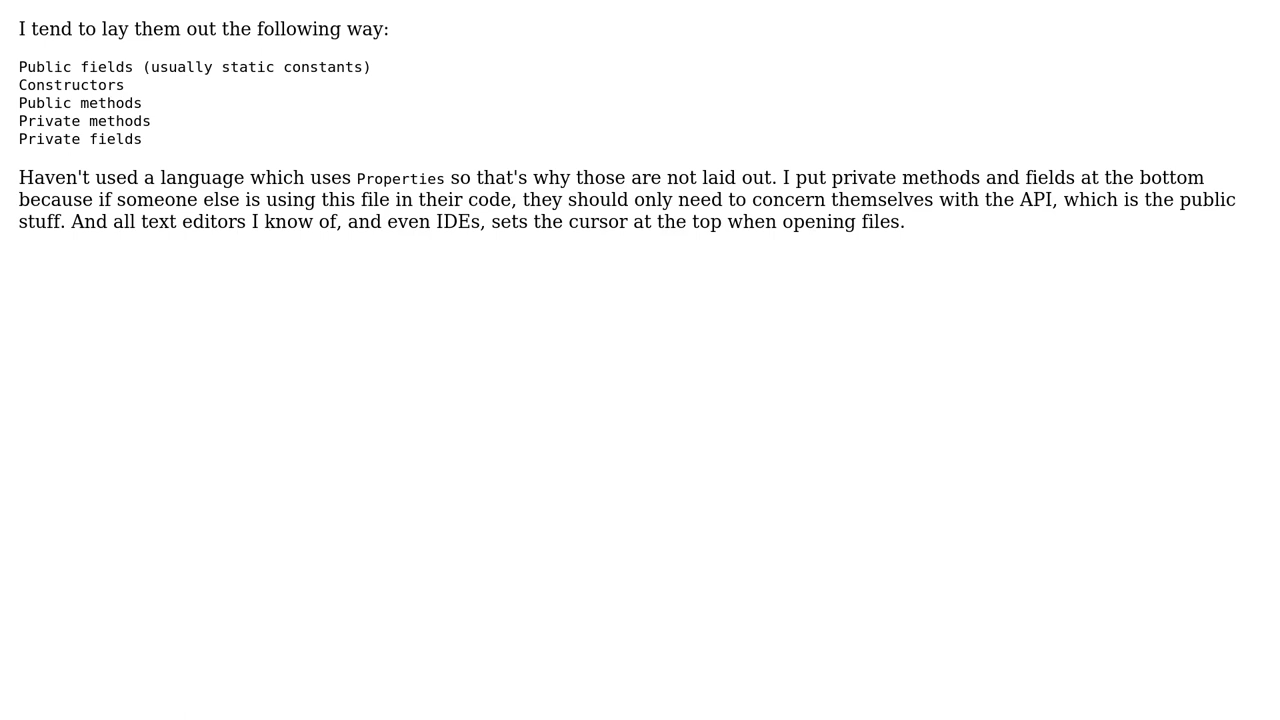 I tend to lay them out the following way:
Public fields (usually static constants)
Constructors
Public methods
Private methods
Private fields
Haven't used a language which uses Properties so that's why those are not laid out. I put private methods and fields at the bottom
because if someone else is using this file in their code, they should only need to concern themselves with the API, which is the public
stuff. And all text editors I know of, and even IDEs, sets the cursor at the top when opening files.